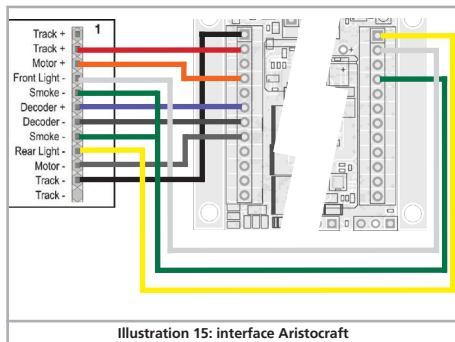 1
Track +
Track +
Motor +
Front Light -
Smoke -
Decoder +
Decoder-
Smoke -
Rear Light-
Motor -
Track -
Track -
Illustration 15: interface Aristocraft